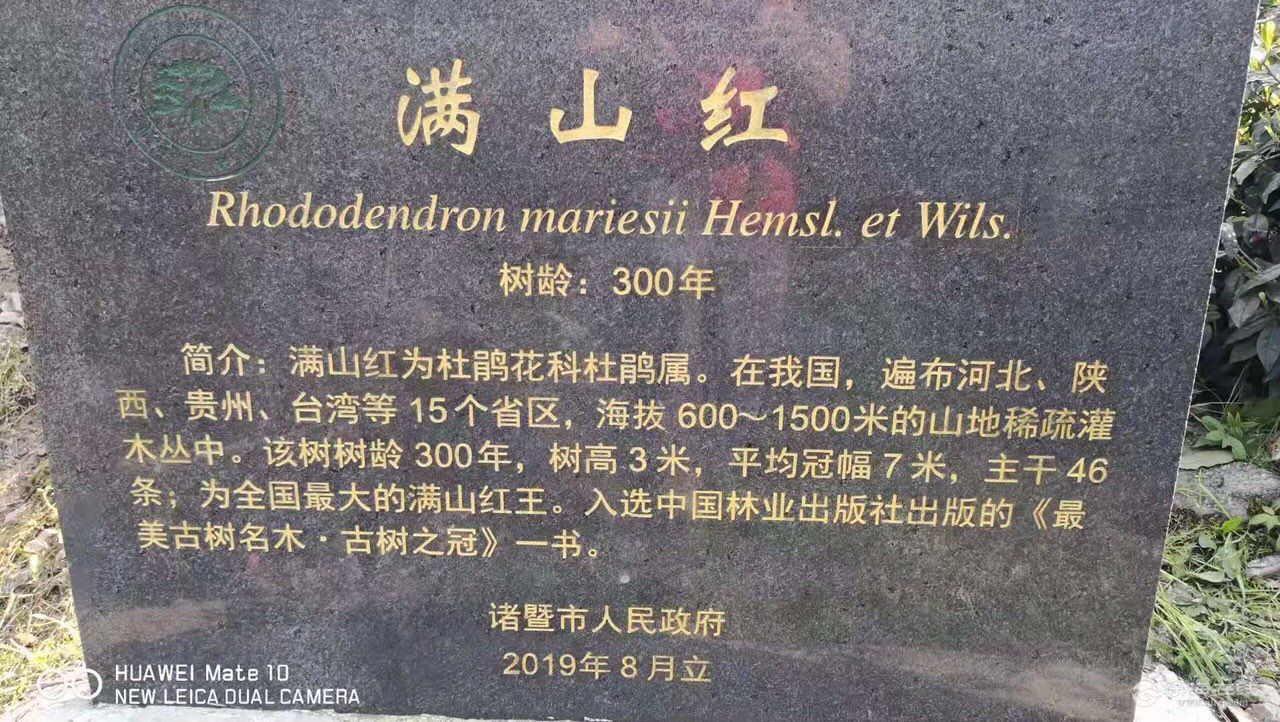 满山红
Rhododendron mariesii Hemsl. et Wils.
树龄：300年
简介：满山红为杜鹃花科杜鹃属。在我国，遍布河北、陕
西、贵州、台湾等15个省区，海拔600～1500米的山地稀疏灌
木丛中。该树树龄300年，树高3米，平均冠幅7米，主干46
条；为全国最大的满山红王。入选中国林业出版社出版的《最
美古树名木·古树之冠》一书。
诸暨市人民政府
2019年8月立
HUAWEI Mate 10
NEW LEICA DUAL CAMERA